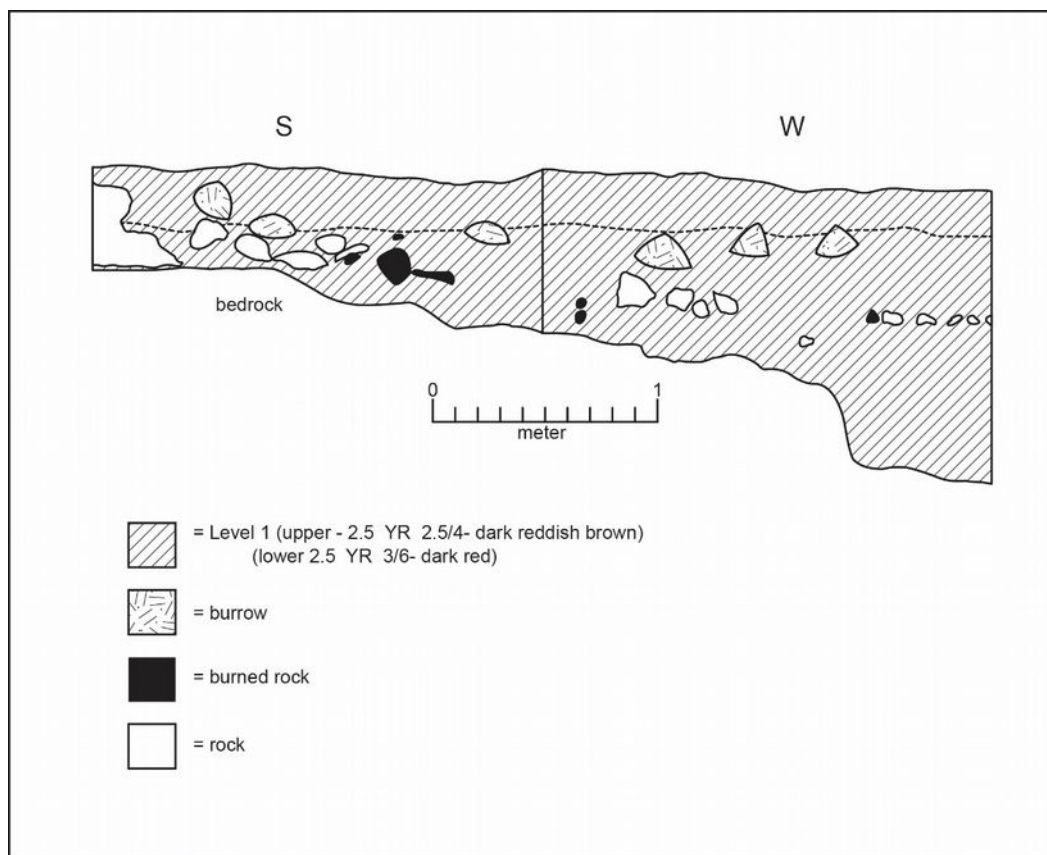 S
W
bedrock
0 1
meter
= Level 1 (upper - 2.5 YR 2.5/4- dark reddish brown)
(lower 2.5 YR 3/6- dark red)
= burrow
= burned rock
= rock